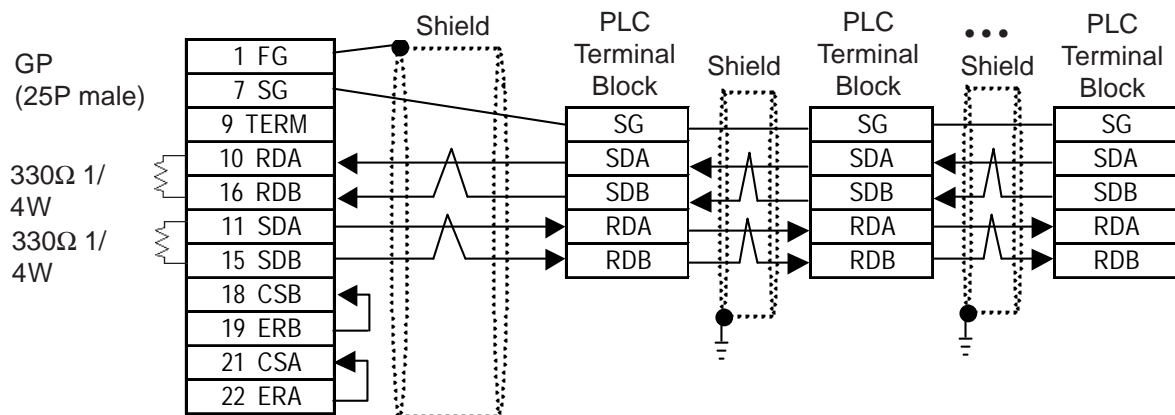 GP
(25P male)
330Ω 1/
4W
330Ω 1/
4W
1 FG
7 SG
9 TERM
10 RDA
16 RDB
11 SDA
15 SDB
18 CSB
19 ERB
21 CSA
22 ERA
Shield
PLC
Terminal
Block
SG
SDA
SDB
RDA
RDB
Shield
PLC
Terminal
Block
SG
SDA
SDB
RDA
RDB
...
Shield
PLC
Terminal
Block
SG
SDA
SDB
RDA
RDB